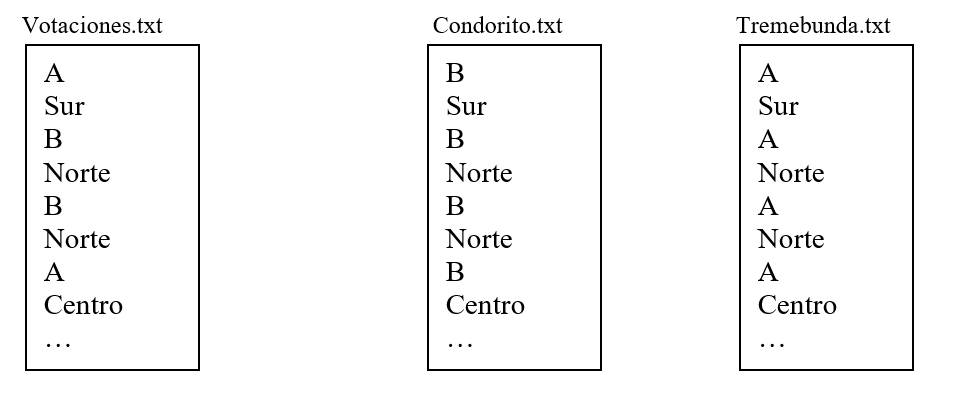 Votaciones.txt
A
Sur
B
Norte
B
Norte
A
Centro
…
Condorito.txt
B
Sur
B
Norte
B
Norte
B
Centro
…
Tremebunda.txt
A
Sur
A
Norte
A
Norte
A
Centro
…